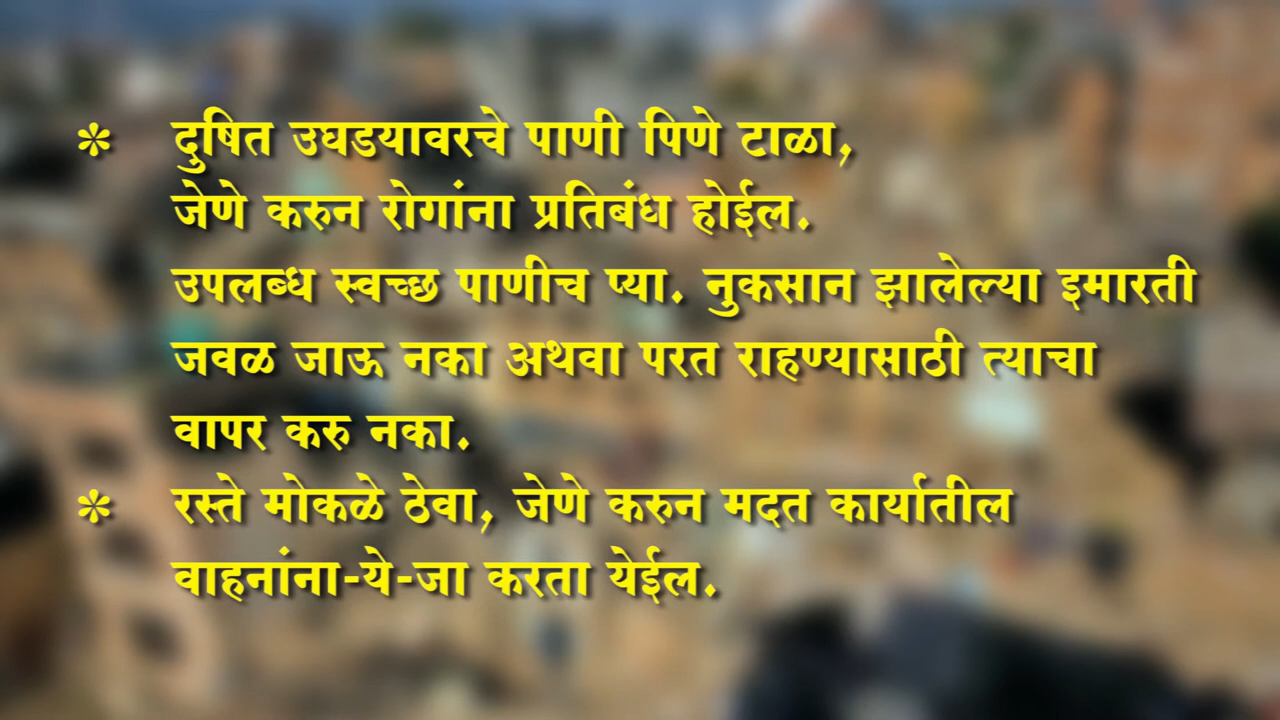 * दुषित उघडयावरचे पाणी पिणे टाळा,
जेणे करुन रोगांना प्रतिबंध होईल.
उपलब्ध स्वच्छ पाणीच प्या. नुकसान झालेल्या इमारती
जवळ जाऊ नका अथवा परत राहण्यासाठी त्याचा
वापर करु नका.
* रस्ते मोकळे ठेवा, जेणे करुन मदत कार्यातील
वाहनांना-ये-जा करता येईल.